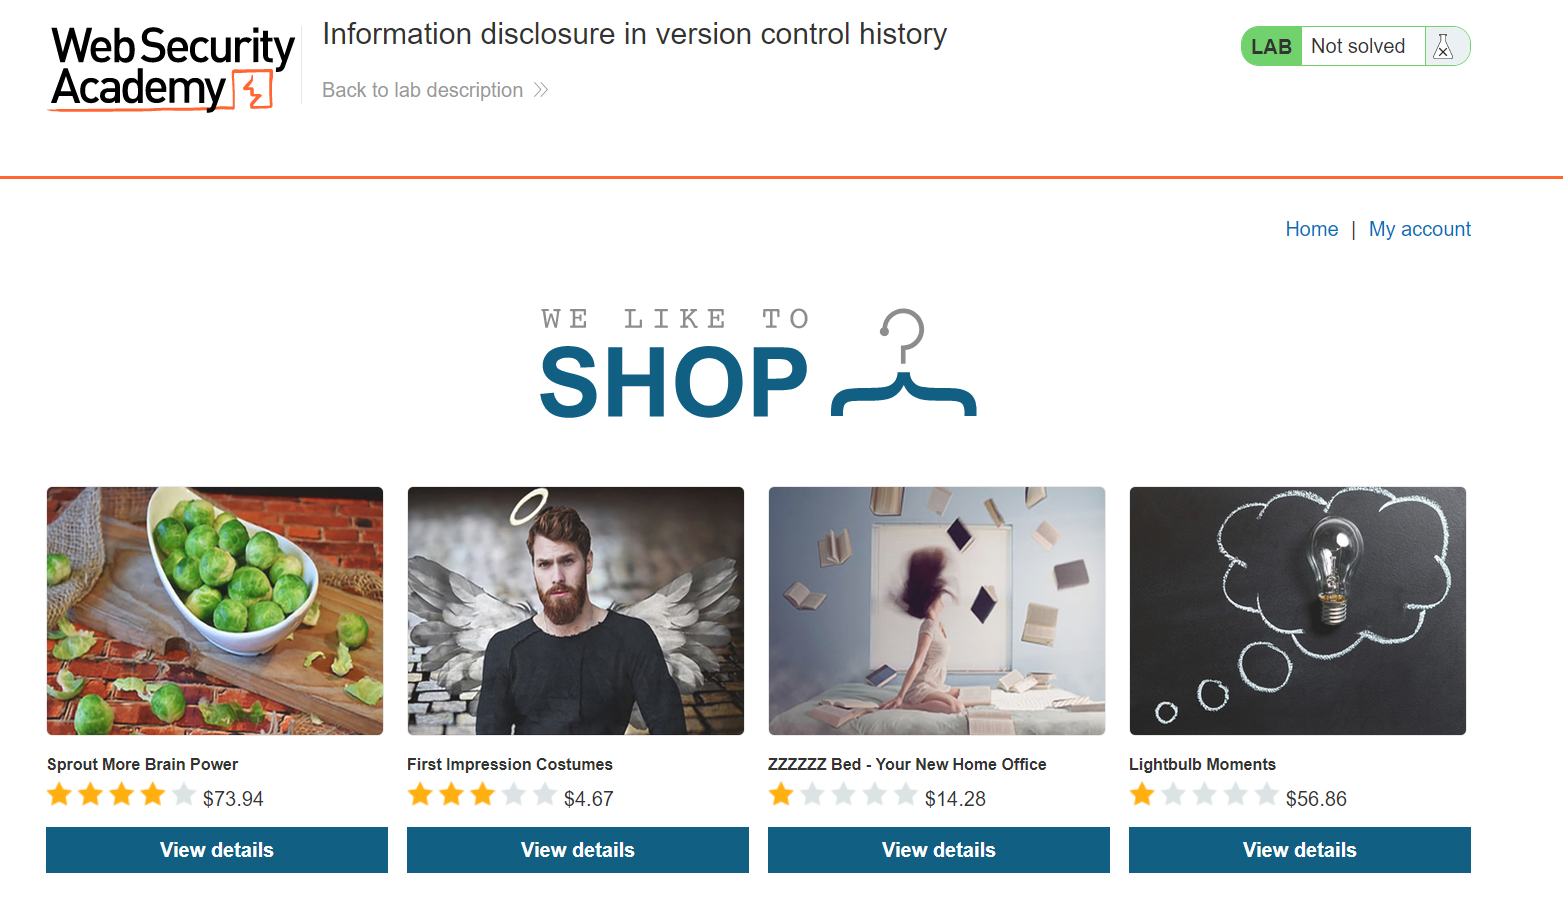 Web Security
Academy
Information disclosure in version control history
Back to lab description
LAB Not solved
Home | My account
WE LIKE TO
SHOP
Sprout More Brain Power
$73.94
View details
First Impression Costumes
$4.67
View details
ZZZZZZ Bed - Your New Home Office
$14.28
View details
Lightbulb Moments
$56.86
View details